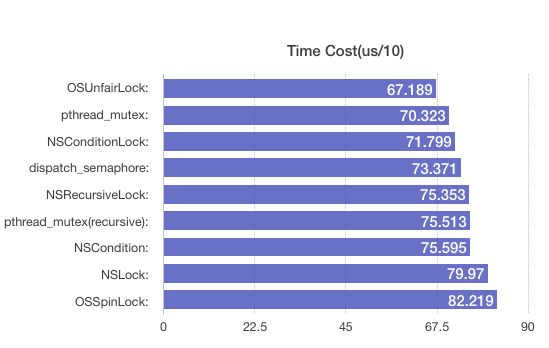 Time Cost(us/10)
OSUnfairLock: 67.189
pthread_mutex: 70.323
NSConditionLock: 71.799
dispatch_semaphore: 73.371
NSRecursiveLock: 75.353
pthread_mutex(recursive): 75.513
NSCondition: 75.595
NSLock: 79.97
OSSpinLock: 82.219
0 22.5 45 67.5 90